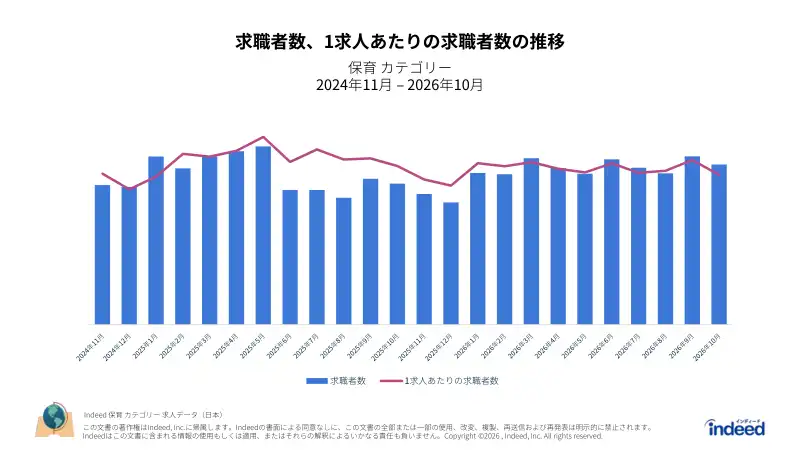 求職者数、1求人あたりの求職者数の推移
保育 カテゴリー
2024年11月 – 2026年10月
2024年11月
2024年12月
2025年1月
2025年2月
2025年3月
2025年4月
2025年5月
2025年6月
2025年7月
2025年8月
2025年9月
2025年10月
2025年11月
2025年12月
2026年1月
2026年2月
2026年3月
2026年4月
2026年5月
2026年6月
2026年7月
2026年8月
2026年9月
2026年10月
求職者数
1求人あたりの求職者数
Indeed 保育 カテゴリー 求人データ（日本）
この文書の著作権はIndeed, Inc.に帰属します。Indeedの書面による同意なしに、この文書の全部または一部の使用、改変、複製、再送信および再発表は明示的に禁止されます。
Indeedはこの文書に含まれる情報の使用もしくは適用、またはそれらの解釈によるいかなる責任も負いません。Copyright ©2026 , Indeed, Inc. All rights reserved.
インディード
indeed